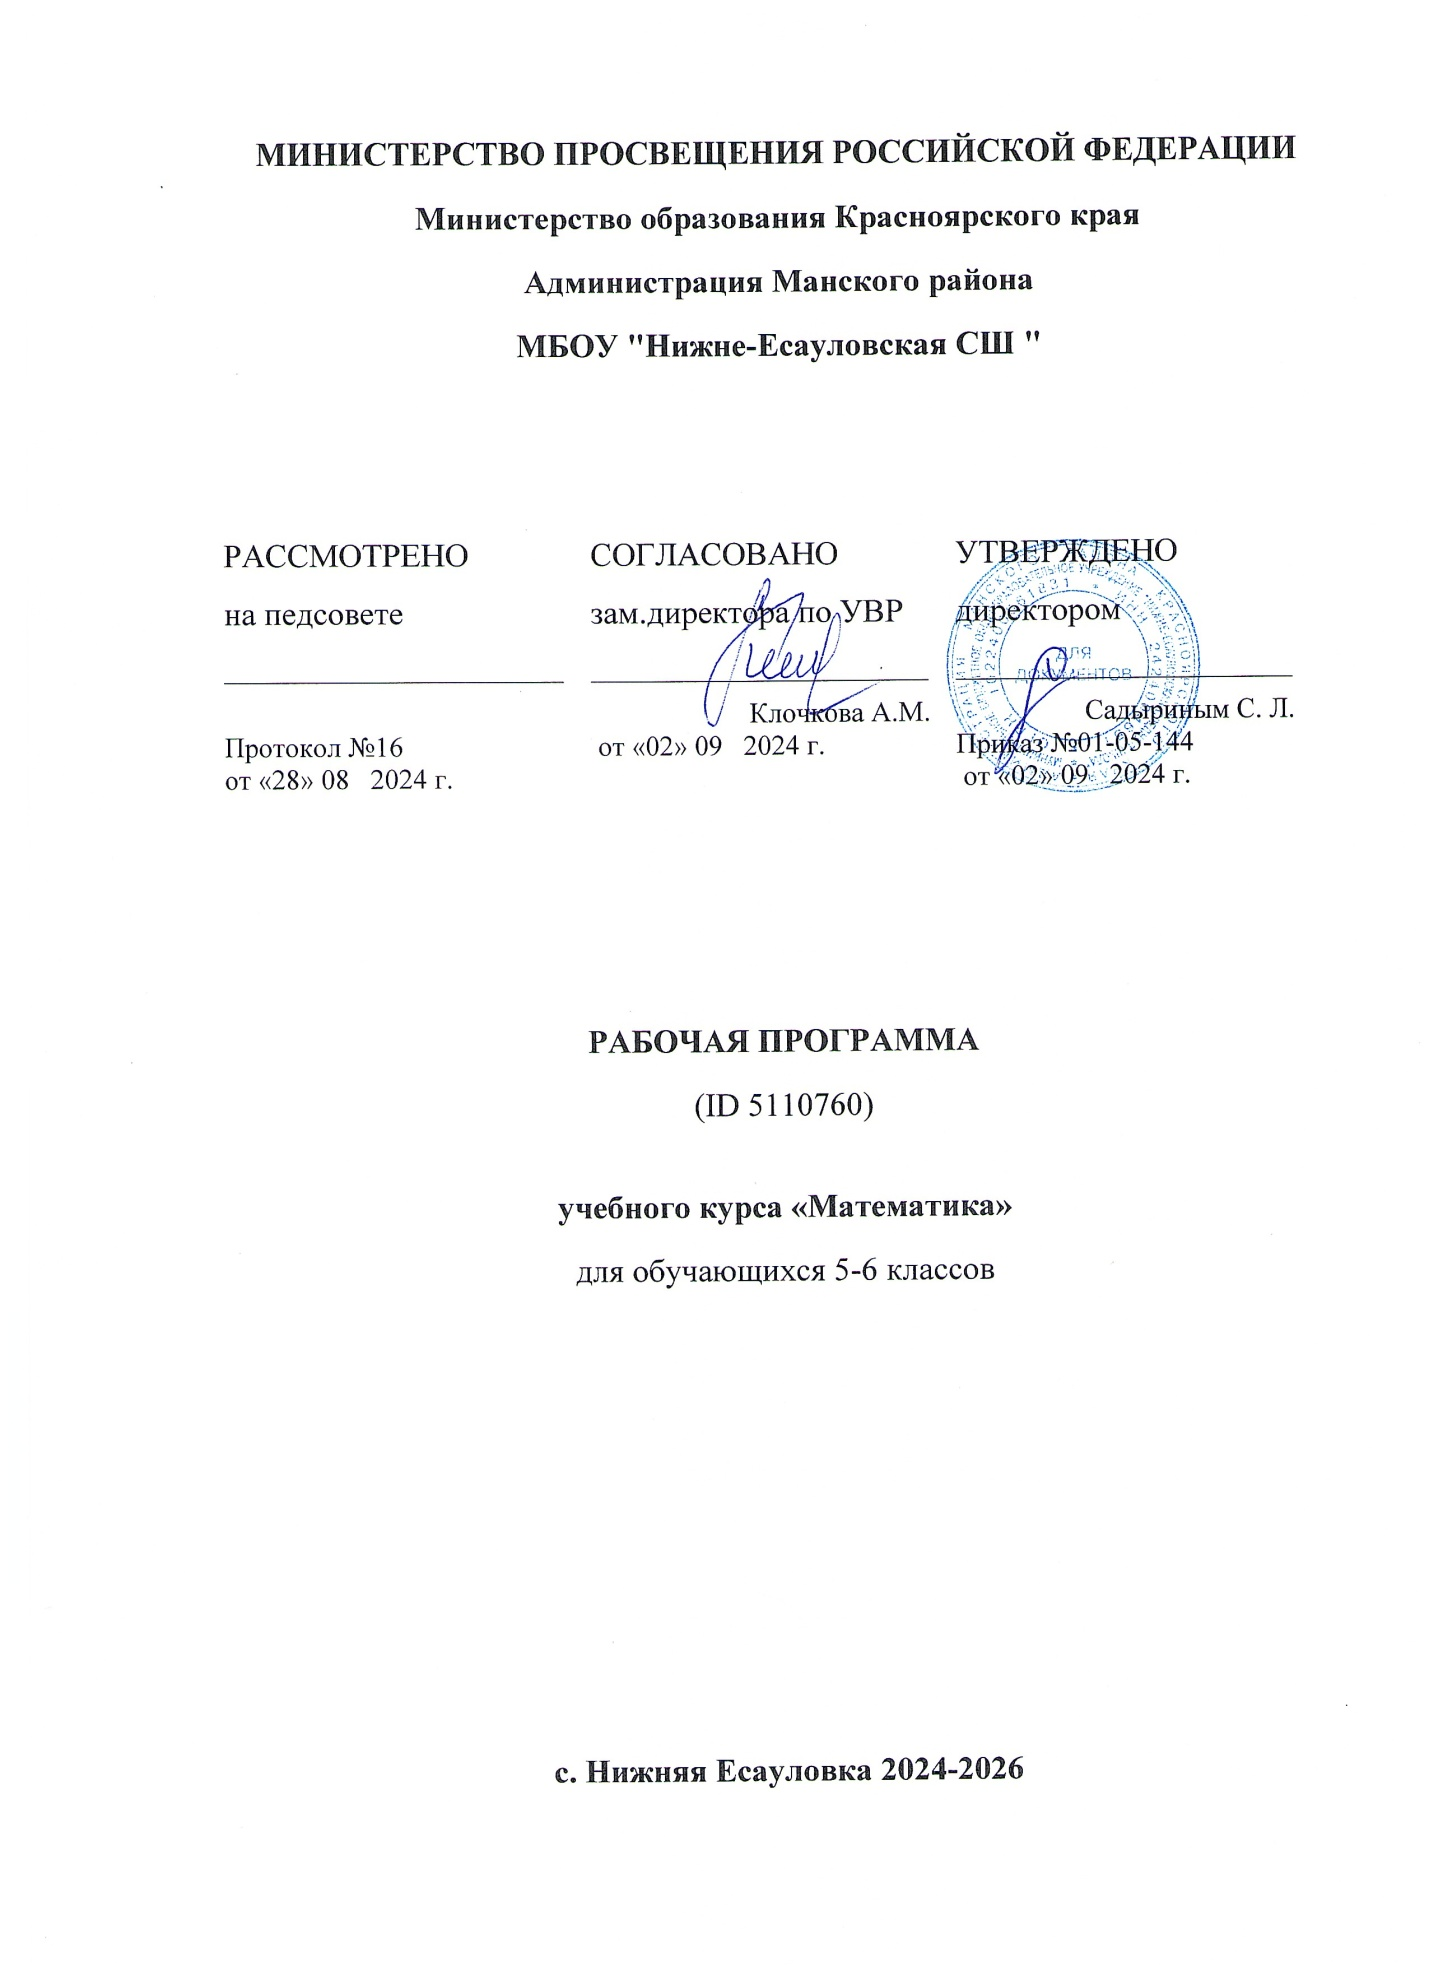 МИНИСТЕРСТВО ПРОСВЕЩЕНИЯ РОССИЙСКОЙ ФЕДЕРАЦИИ
Министерство образования Красноярского края
Администрация Манского района
МБОУ "Нижне-Есауловская СШ "
РАССМОТРЕНО
на педсовете
Протокол №16
от «28» 08 2024 г.
СОГЛАСОВАНО
зам.директора по УВР
Клочкова А.М.
от «02» 09 2024 г.
УТВЕРЖДЕНО
директором
ДЛЯ
ДОКУМЕНТОВ
Садыриным С. Л.
Приказ №01-05-144
от «02» 09 2024 г.
РАБОЧАЯ ПРОГРАММА
(ID 5110760)
учебного курса «Математика»
для обучающихся 5-6 классов
с. Нижняя Есауловка 2024-2026